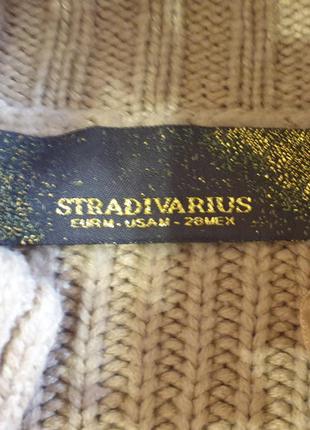 STRADIVARIUS
EUR M - USA M - 28 MEX